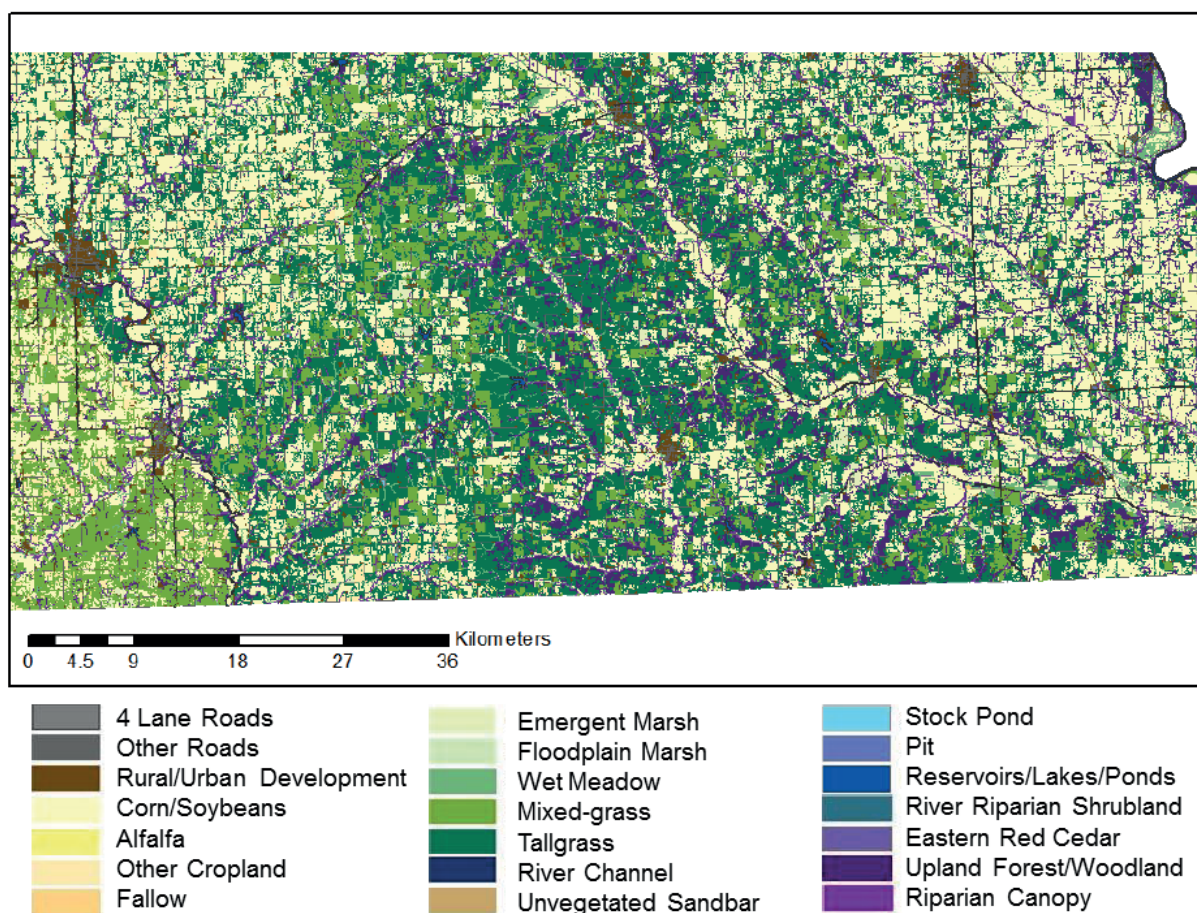 Kilometers
0 4.5 9 18 27 36
4 Lane Roads
Other Roads
Rural/Urban Development
Corn/Soybeans
Alfalfa
Other Cropland
Fallow
Emergent Marsh
Floodplain Marsh
Wet Meadow
Mixed-grass
Tallgrass
River Channel
Unvegetated Sandbar
Stock Pond
Pit
Reservoirs/Lakes/Ponds
River Riparian Shrubland
Eastern Red Cedar
Upland Forest/Woodland
Riparian Canopy